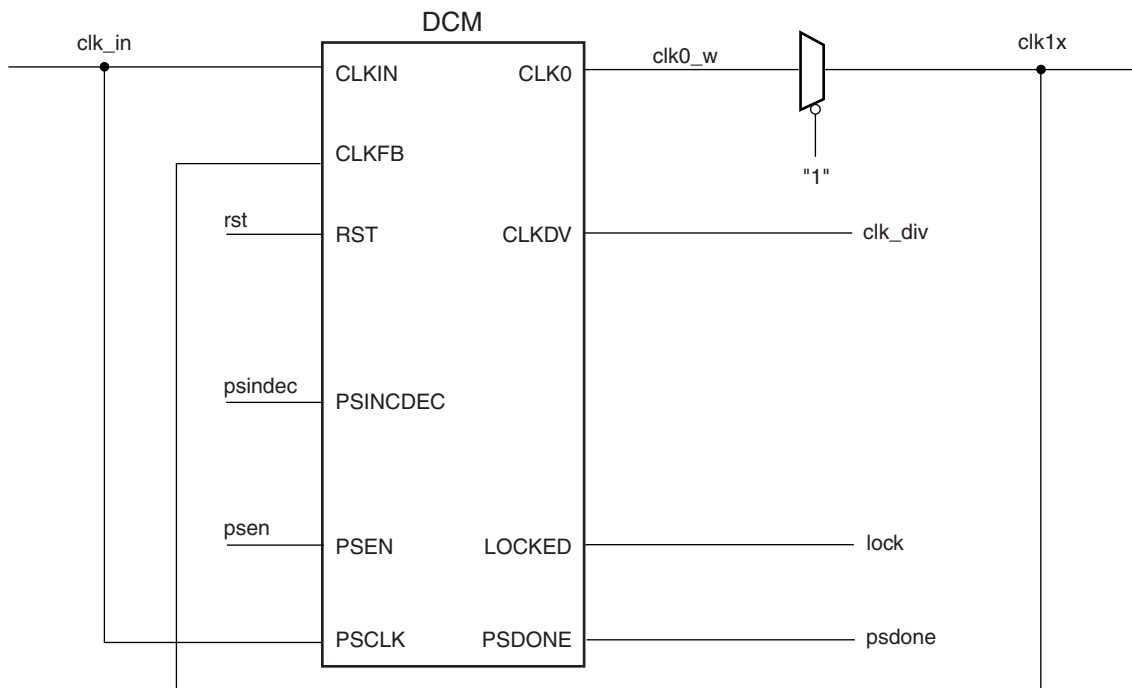 DCM
clk_in
CLKIN
CLK0
clk0_w
clk1x
CLKFB
"1"
rst
RST
CLKDV
clk_div
psindec
PSINCDEC
psen
PSEN
LOCKED
lock
PSCLK
PSDONE
psdone